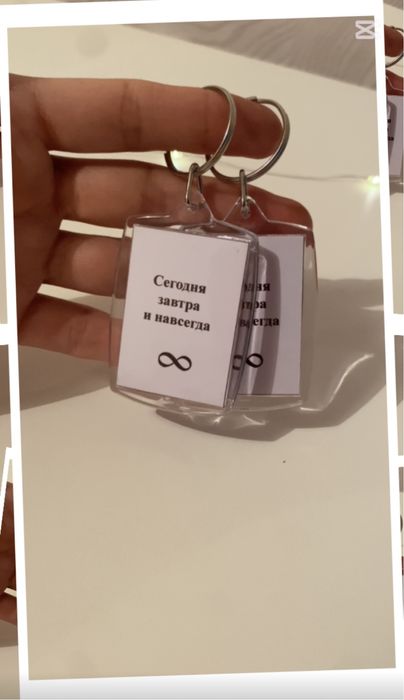 Сегодня
завтра
и навсегда
∞